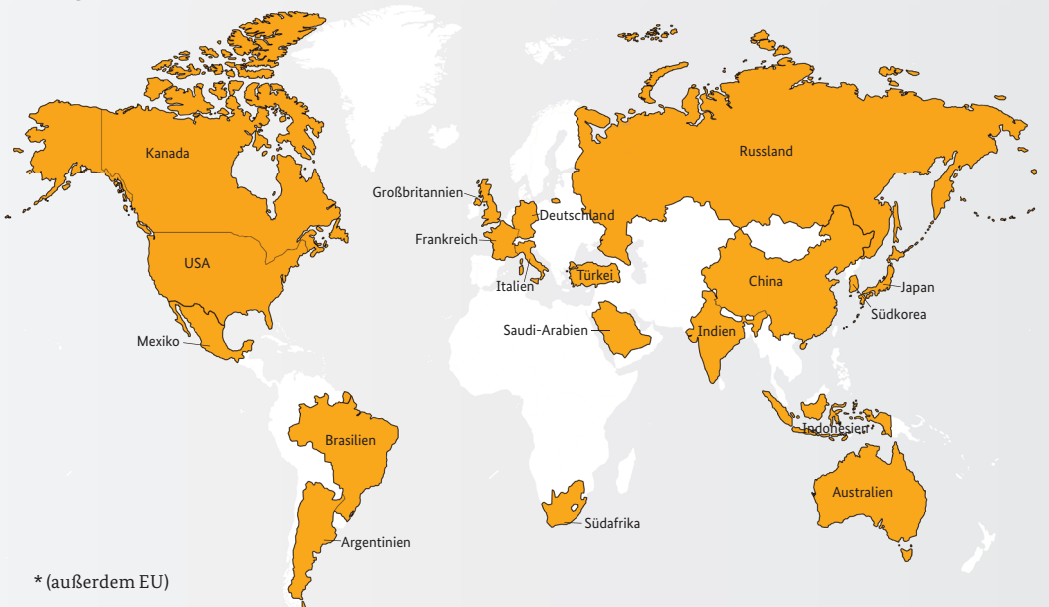 Kanada
Russland
Großbritannien
Deutschland
Frankreich
USA
Italien
Türkei
China
Japan
Südkorea
Saudi-Arabien
Indien
Mexiko
Indonesien
Brasilien
Australien
Südafrika
Argentinien
* (außerdem EU)